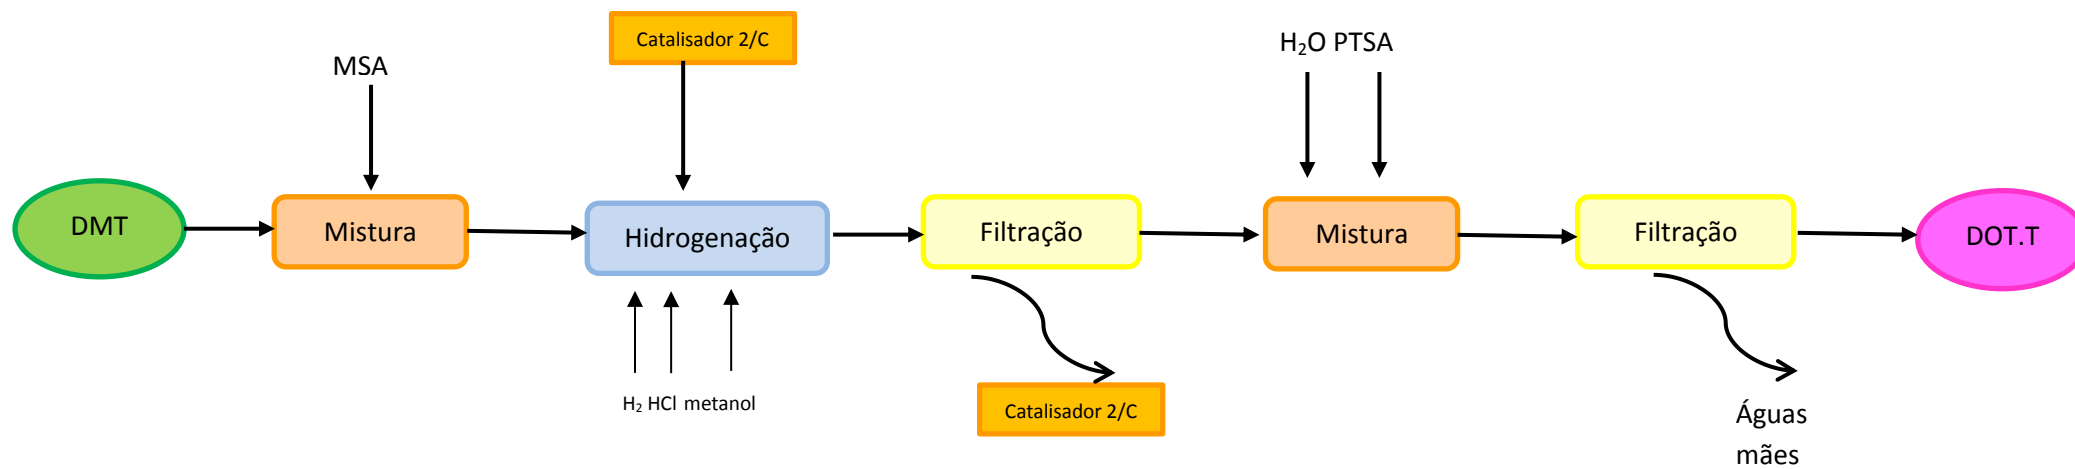 Catalisador 2/C
H₂O PTSA
MSA
DMT
Mistura
Hidrogenação
Filtração
Mistura
Filtração
DOT.T
H₂ HCl metanol
Catalisador 2/C
Águas
mães